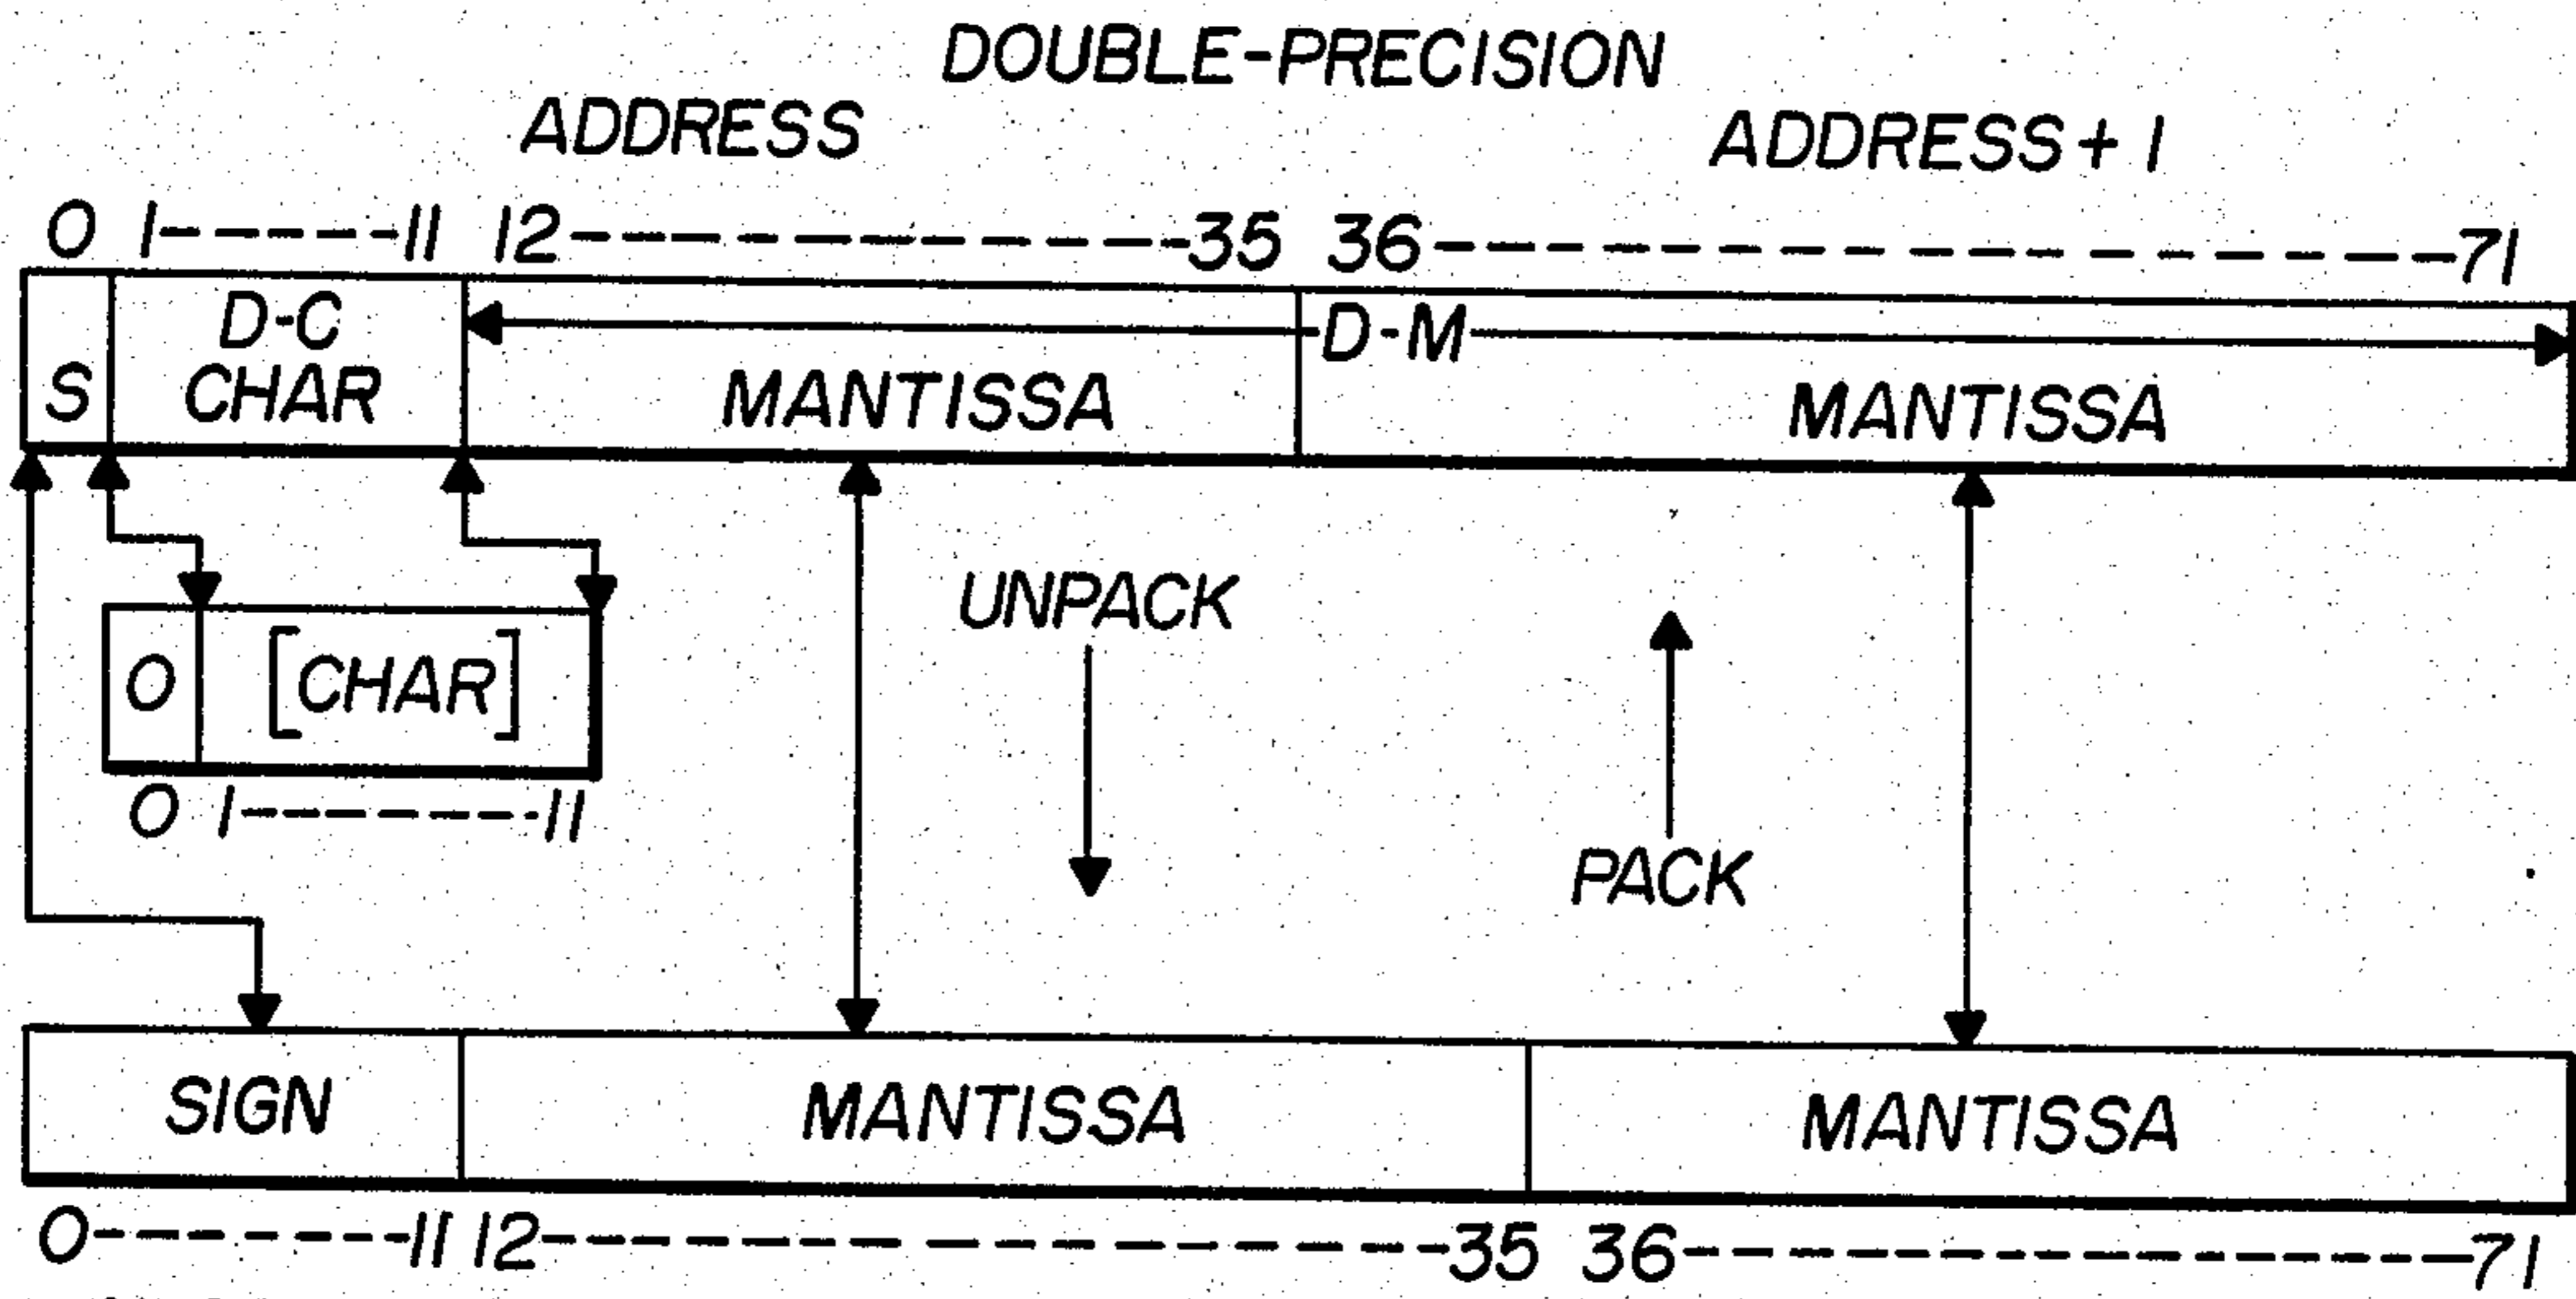 DOUBLE-PRECISION
ADDRESS ADDRESS + 1
0 1-------11 12-----------35 36--------------71
D-C
D-M
S CHAR MANTISSA MANTISSA
UNPACK
0 [CHAR]
0 1--------11
PACK
SIGN MANTISSA MANTISSA
0-------11 12---------------35 36-------------71